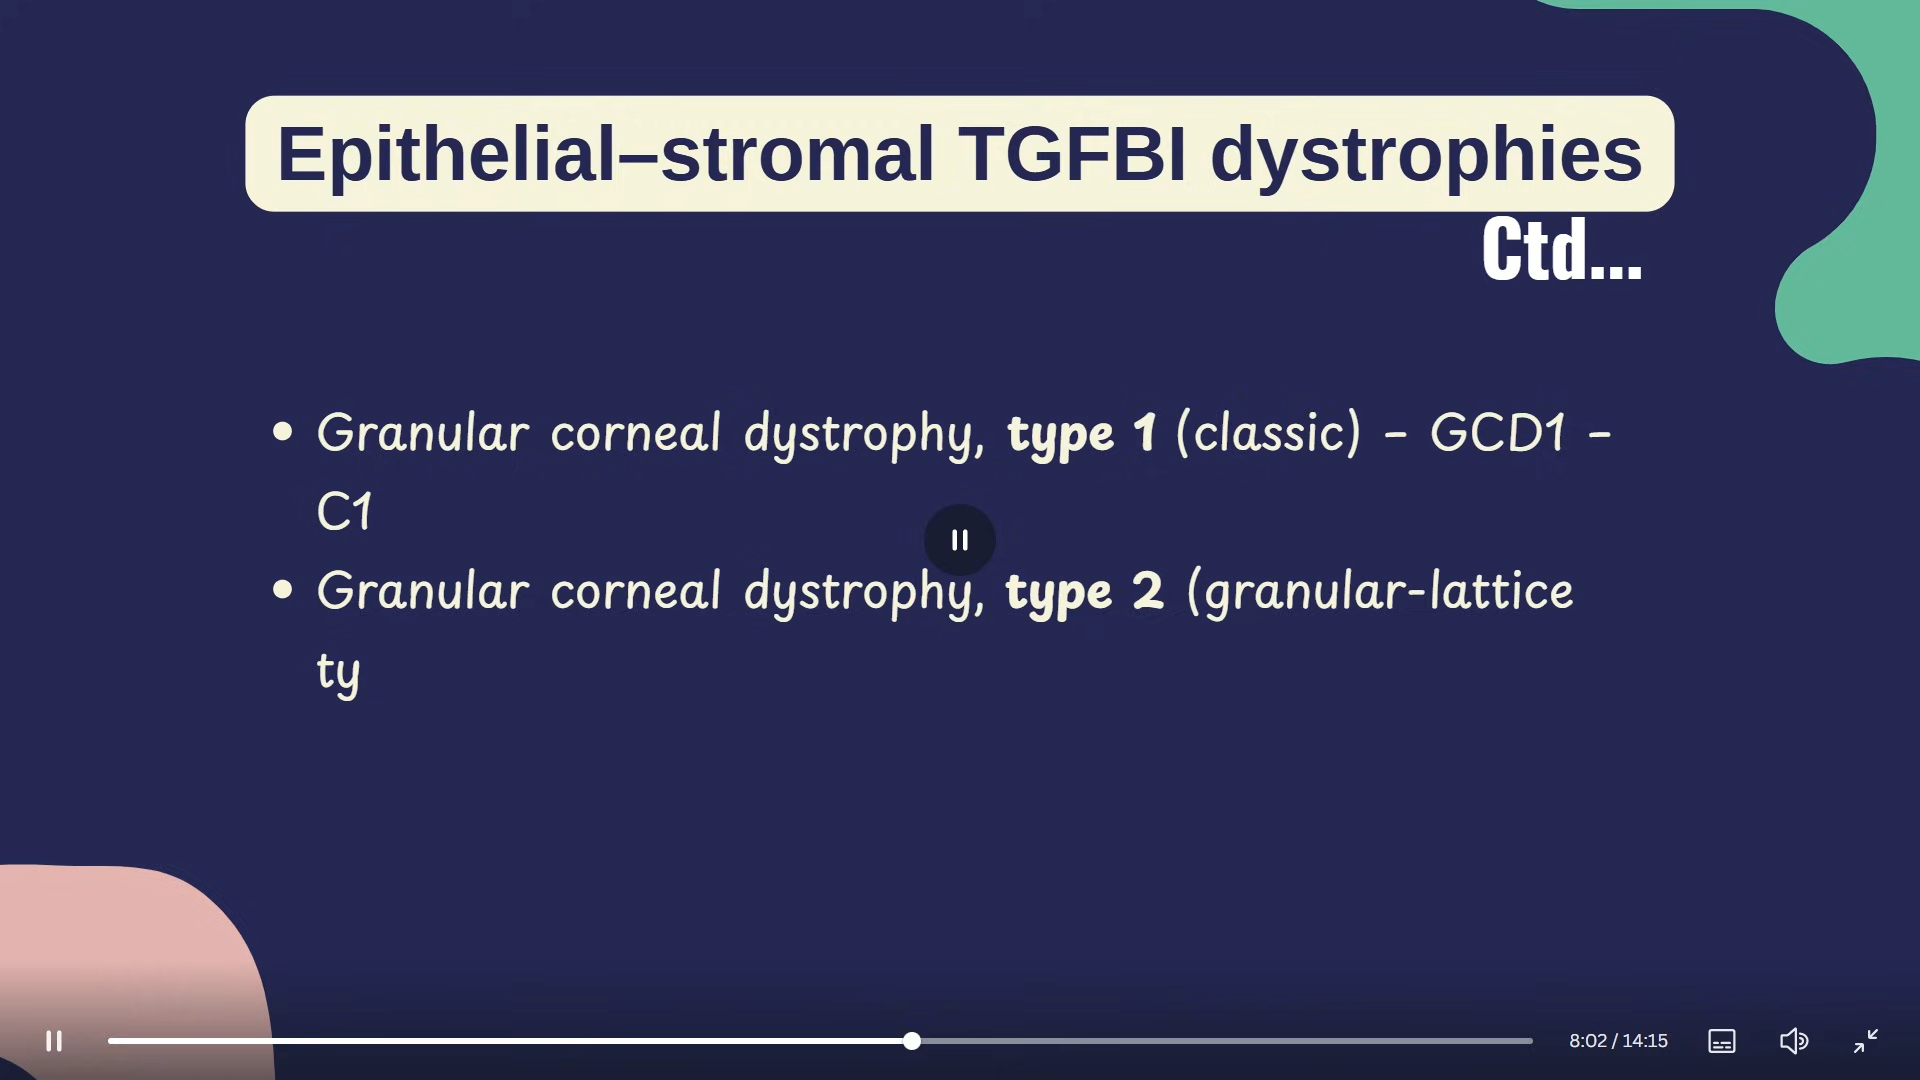 Epithelial–stromal TGFBI dystrophies
Ctd...
• Granular corneal dystrophy, type 1 (classic) – GCD1 –
C1
• Granular corneal dystrophy, type 2 (granular-lattice
ty
8:02 / 14:15